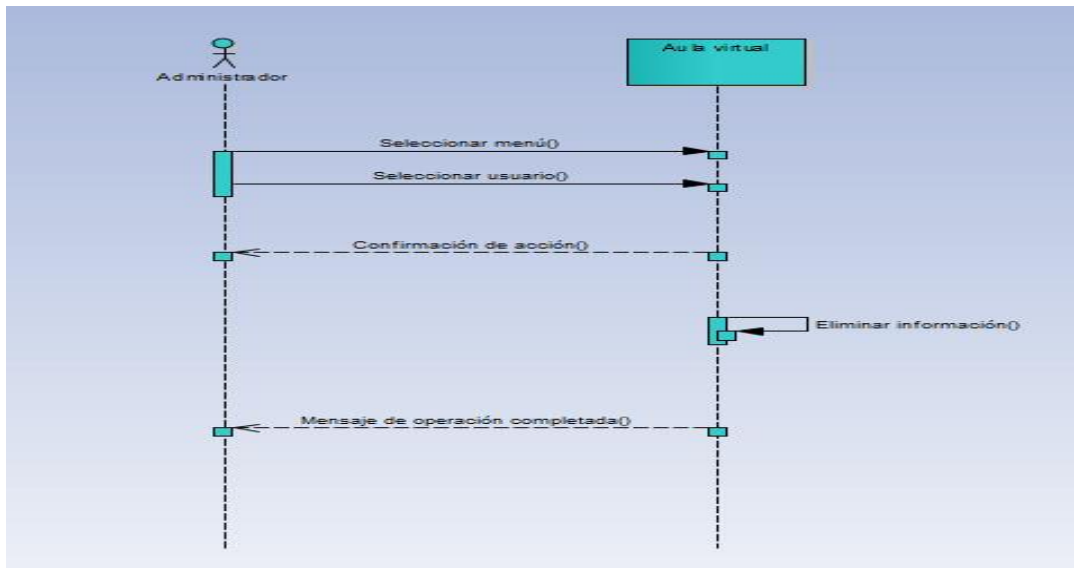 Aula virtual
Administrador
Seleccionar menú()
Seleccionar usuario()
Confirmación de acción()
Eliminar información()
Mensaje de operación completada()